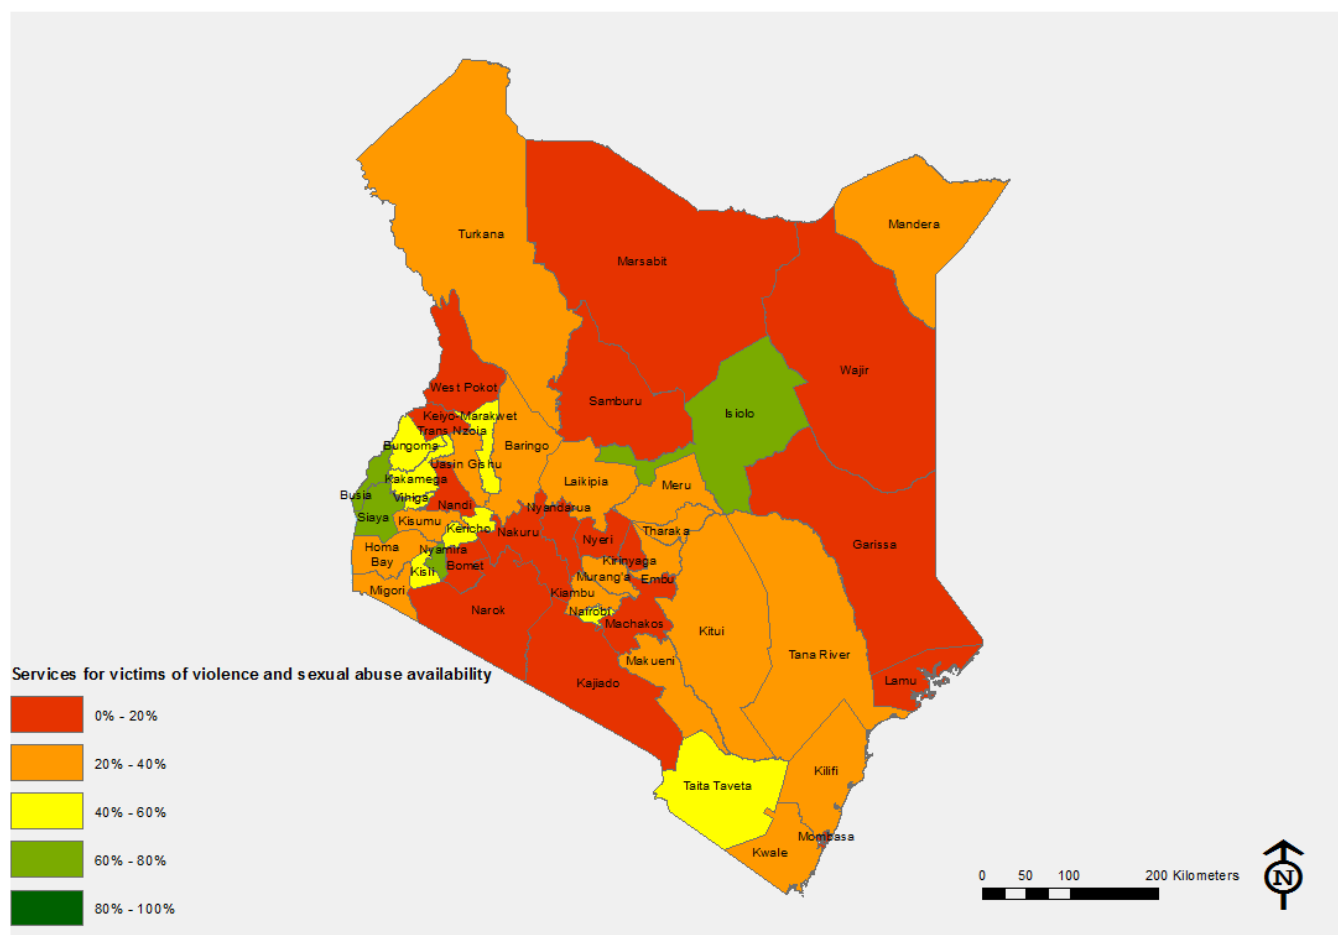 Turkana
Mandera
Marsabit
Wajir
West Pokot
Samburu
Isiolo
Keiyo-Marakwet
Trans Nzoia
Bungoma
Baringo
Uasin Gishu
Kakamega
Laikipia
Meru
Busia
Vihiga
Nandi
Nyandarua
Siaya
Kisumu
Kericho
Nakuru
Nyeri
Tharaka
Garissa
Homa
Bay
Nyamira
Kirinyaga
Kisii
Bomet
Murang'a
Embu
Migori
Kiambu
Narok
Nairobi
Machakos
Kitui
Tana River
Makueni
Services for victims of violence and sexual abuse availability
Kajiado
Lamu
0% - 20%
20% - 40%
Kilifi
Taita Taveta
40% - 60%
Mombasa
Kwale
60% - 80%
0 50 100 200 Kilometers
N
80% - 100%